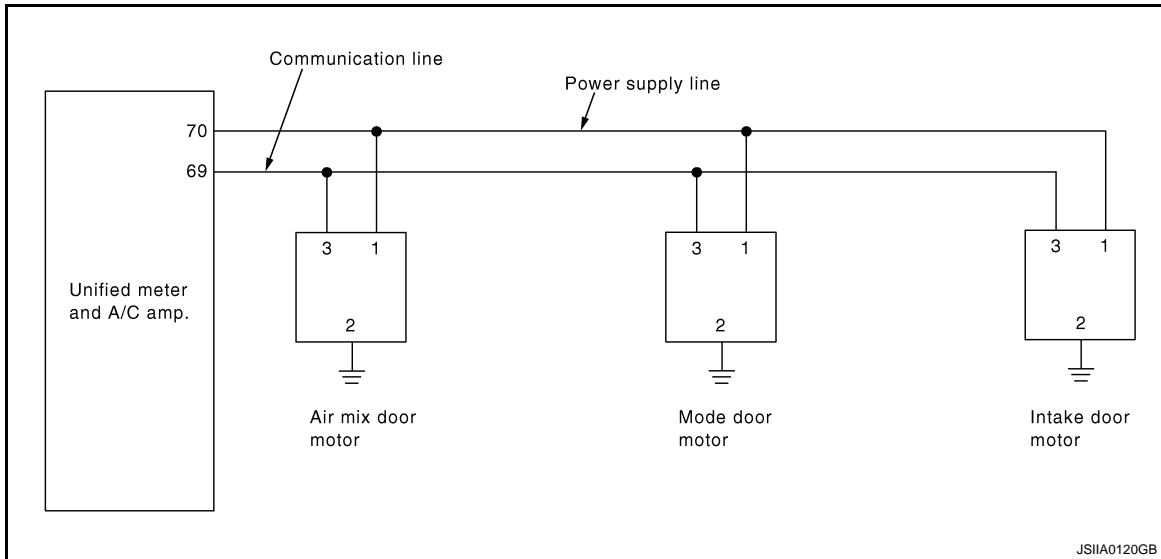 Communication line
Power supply line
70
69
3 1
3 1
3 1
Unified meter
and A/C amp.
2
2
2
Air mix door
motor
Mode door
motor
Intake door
motor
JSIIA0120GB